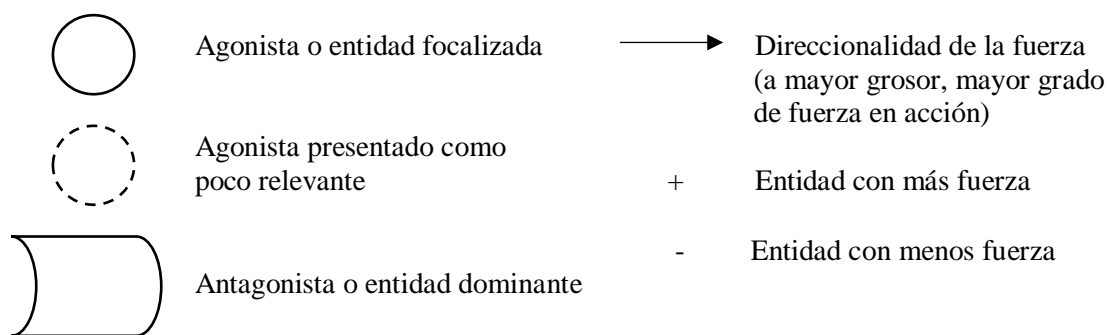 Agonista o entidad focalizada
Agonista presentado como
poco relevante
Antagonista o entidad dominante
Direccionalidad de la fuerza
(a mayor grosor, mayor grado
de fuerza en acción)
+ Entidad con más fuerza
- Entidad con menos fuerza